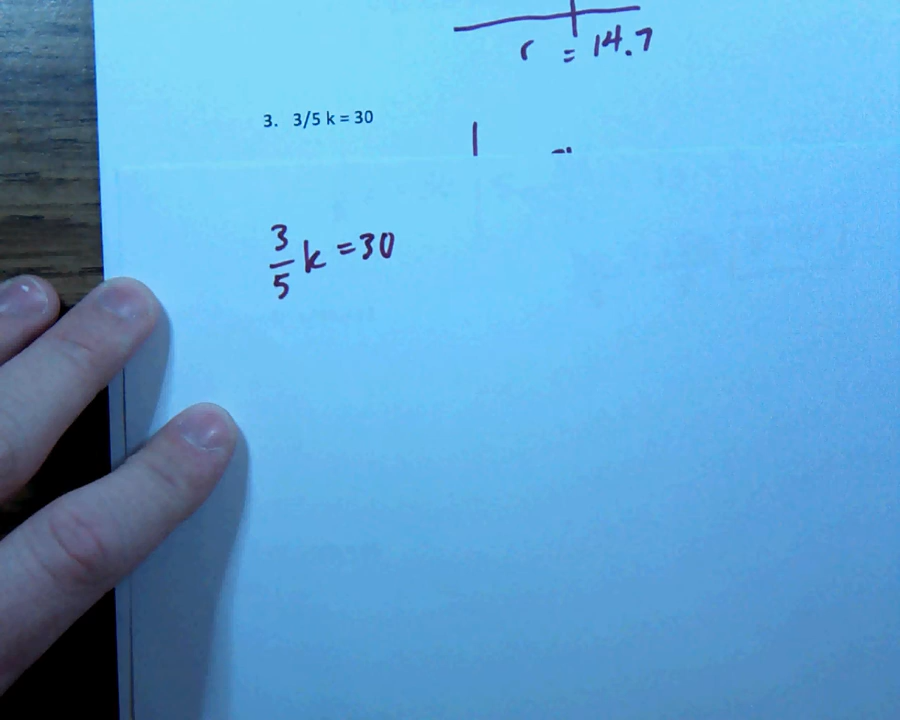 r = 14.7
3. 3/5 k = 30
3/5 k = 30